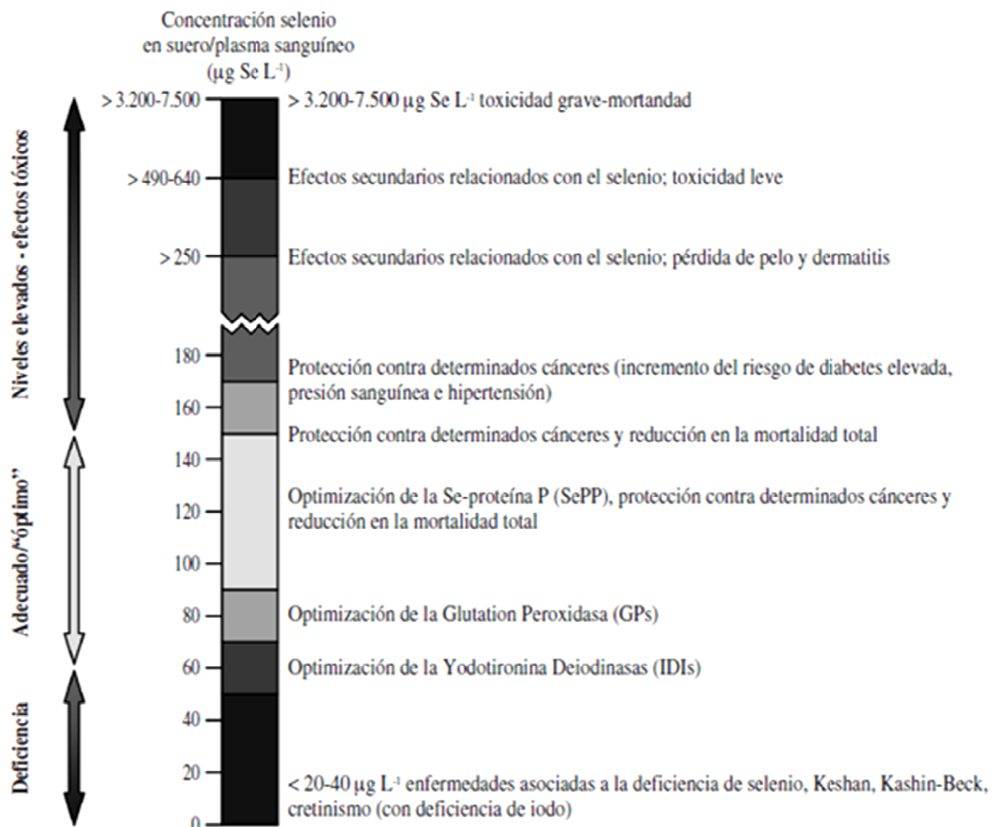 Concentración selenio
en suero/plasma sanguíneo
(µg Se L⁻¹)
> 3.200-7.500
> 3.200-7.500 µg Se L⁻¹ toxicidad grave-mortandad
> 490-640
Efectos secundarios relacionados con el selenio; toxicidad leve
> 250
Efectos secundarios relacionados con el selenio; pérdida de pelo y dermatitis
180
Protección contra determinados cánceres (incremento del riesgo de diabetes elevada,
presión sanguínea e hipertensión)
160
Protección contra determinados cánceres y reducción en la mortalidad total
140
Optimización de la Se-proteína P (SePP), protección contra determinados cánceres y
reducción en la mortalidad total
120
100
80
Optimización de la Glutation Peroxidasa (GPs)
60
Optimización de la Yodotironina Deiodinasas (IDIs)
40
20
< 20-40 µg L⁻¹ enfermedades asociadas a la deficiencia de selenio, Keshan, Kashin-Beck,
cretinismo (con deficiencia de iodo)
0
Niveles elevados - efectos tóxicos
Adecuado/“óptimo”
Deficiencia